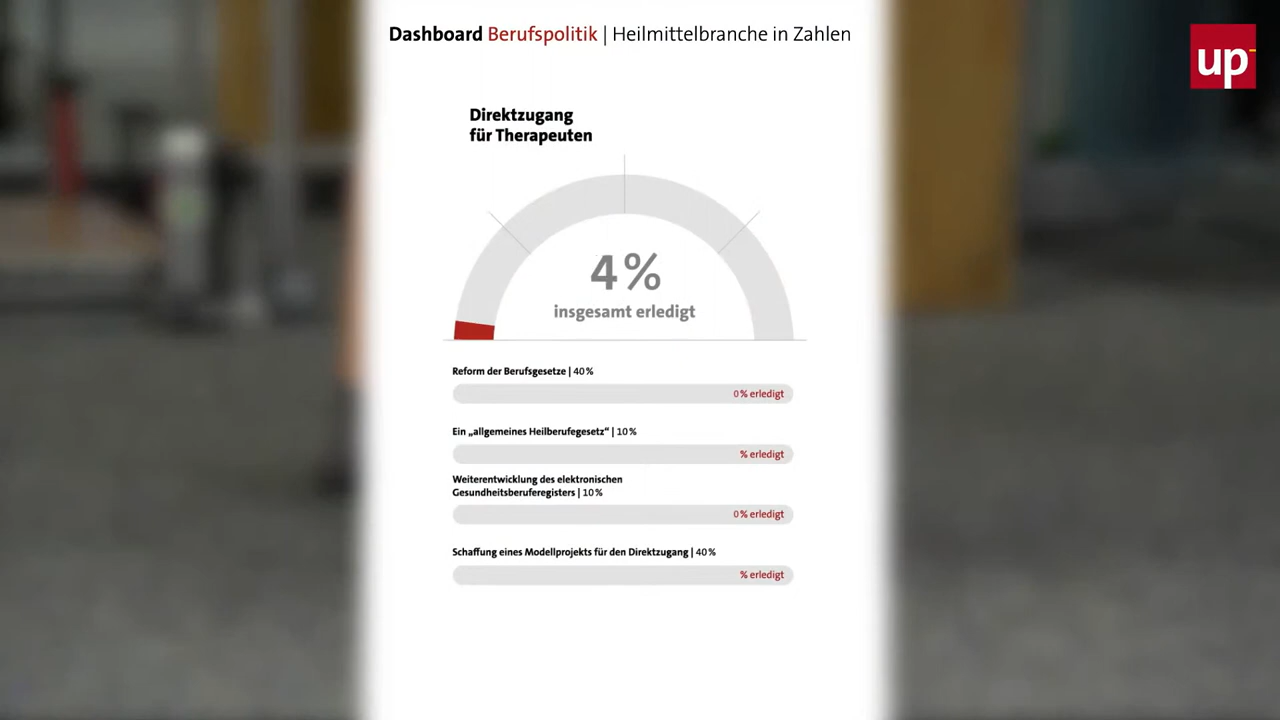 Dashboard Berufspolitik | Heilmittelbranche in Zahlen
up
Direktzugang
für Therapeuten
4%
insgesamt erledigt
Reform der Berufsgesetze | 40%
0% erledigt
Ein „allgemeines Heilberufegesetz“ | 10%
% erledigt
Weiterentwicklung des elektronischen
Gesundheitsberuferegisters | 10%
0% erledigt
Schaffung eines Modellprojekts für den Direktzugang | 40%
% erledigt